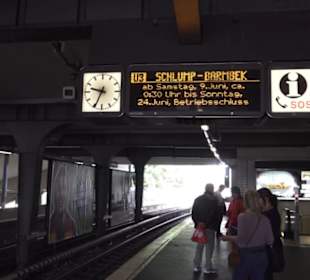 U3 SCHLUMP-BARMBEK
ab Samstag, 9.Juni, ca.
0:30 Uhr bis Sonntag,
24.Juni, Betriebsschluss
i
SOS